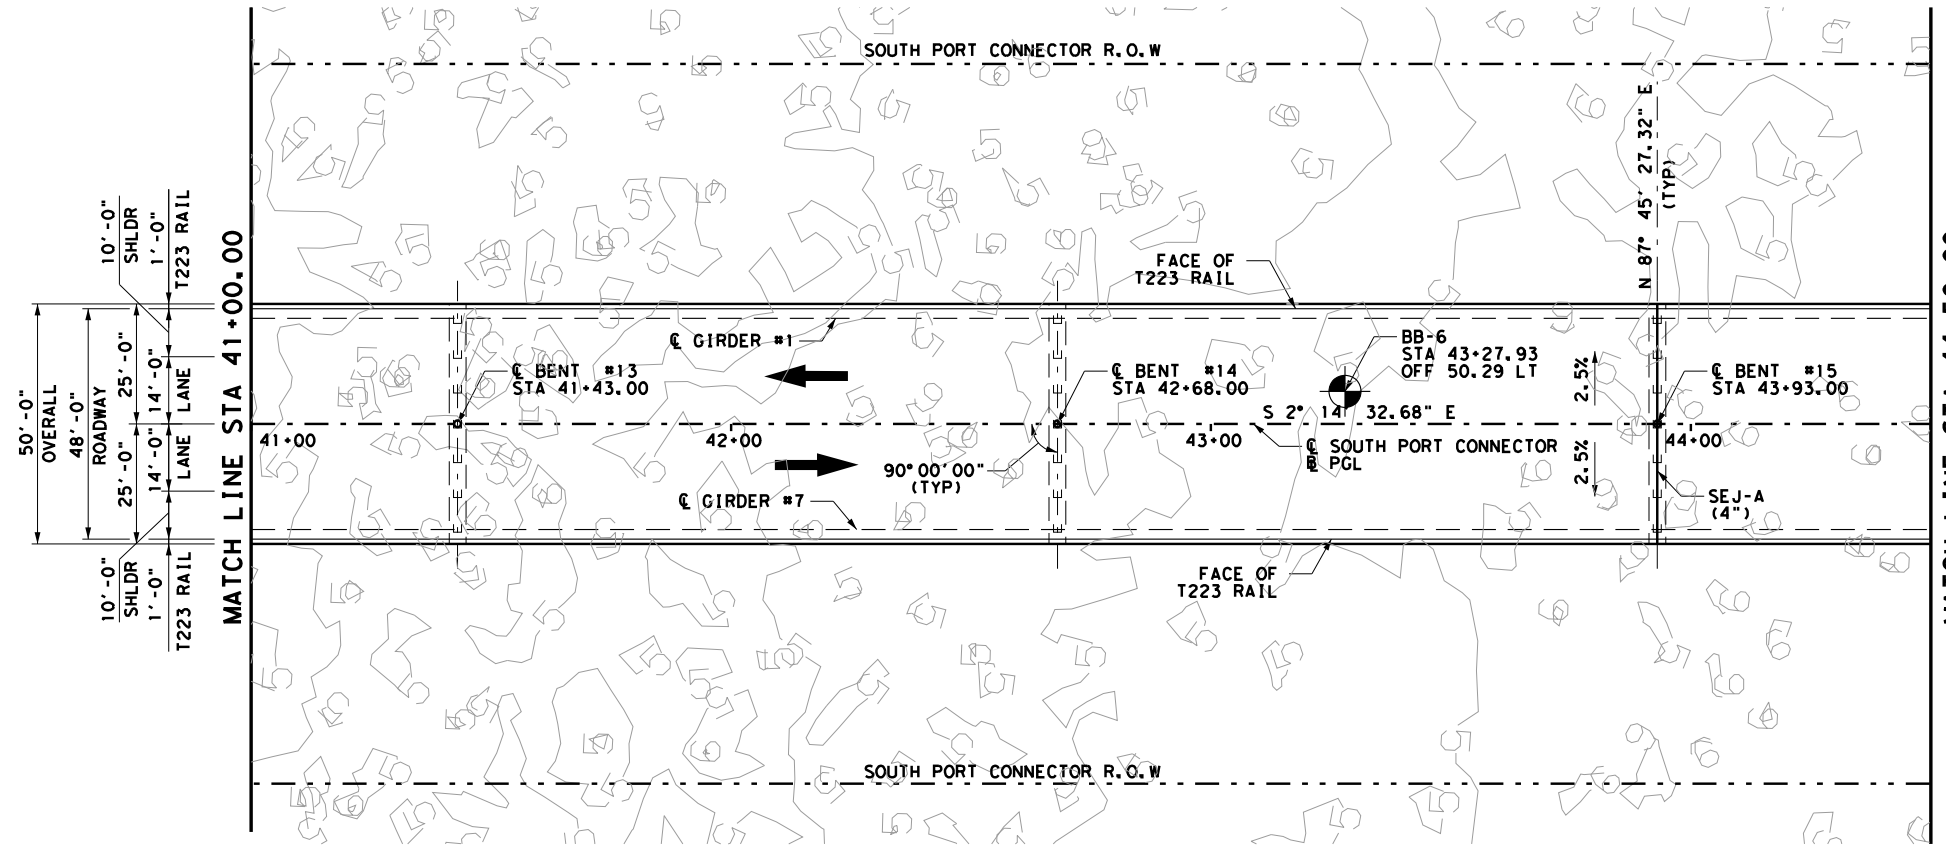 SOUTH PORT CONNECTOR R.O.W
N 87° 45' 27.32" E
(TYP)
10'-0"
SHLDR
1'-0"
T223 RAIL
FACE OF
T223 RAIL
50'-0"
OVERALL
48'-0"
ROADWAY
25'-0"
25'-0"
14'-0"
LANE
14'-0"
LANE
MATCH LINE STA 41+00.00
℄ GIRDER #1
℄ BENT #13
STA 41+43.00
℄ BENT #14
STA 42+68.00
BB-6
STA 43+27.93
OFF 50.29 LT
2.5%
℄ BENT #15
STA 43+93.00
S 2° 14' 32.68" E
41+00
42+00
43+00
44+00
℄ SOUTH PORT CONNECTOR
PGL
90°00'00"
(TYP)
2.5%
℄ GIRDER #7
SEJ-A
(4")
10'-0"
SHLDR
1'-0"
T223 RAIL
FACE OF
T223 RAIL
SOUTH PORT CONNECTOR R.O.W